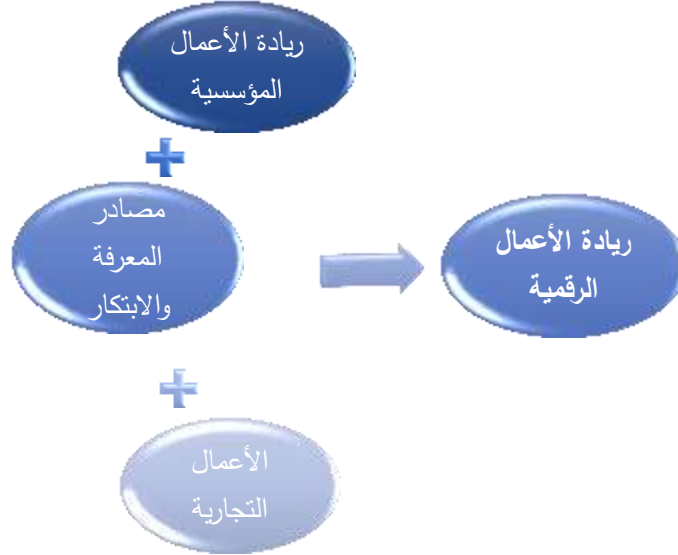 ريادة الأعمال
المؤسسية
مصادر
المعرفة
والابتكار
ريادة الأعمال
الرقمية
الأعمال
التجارية